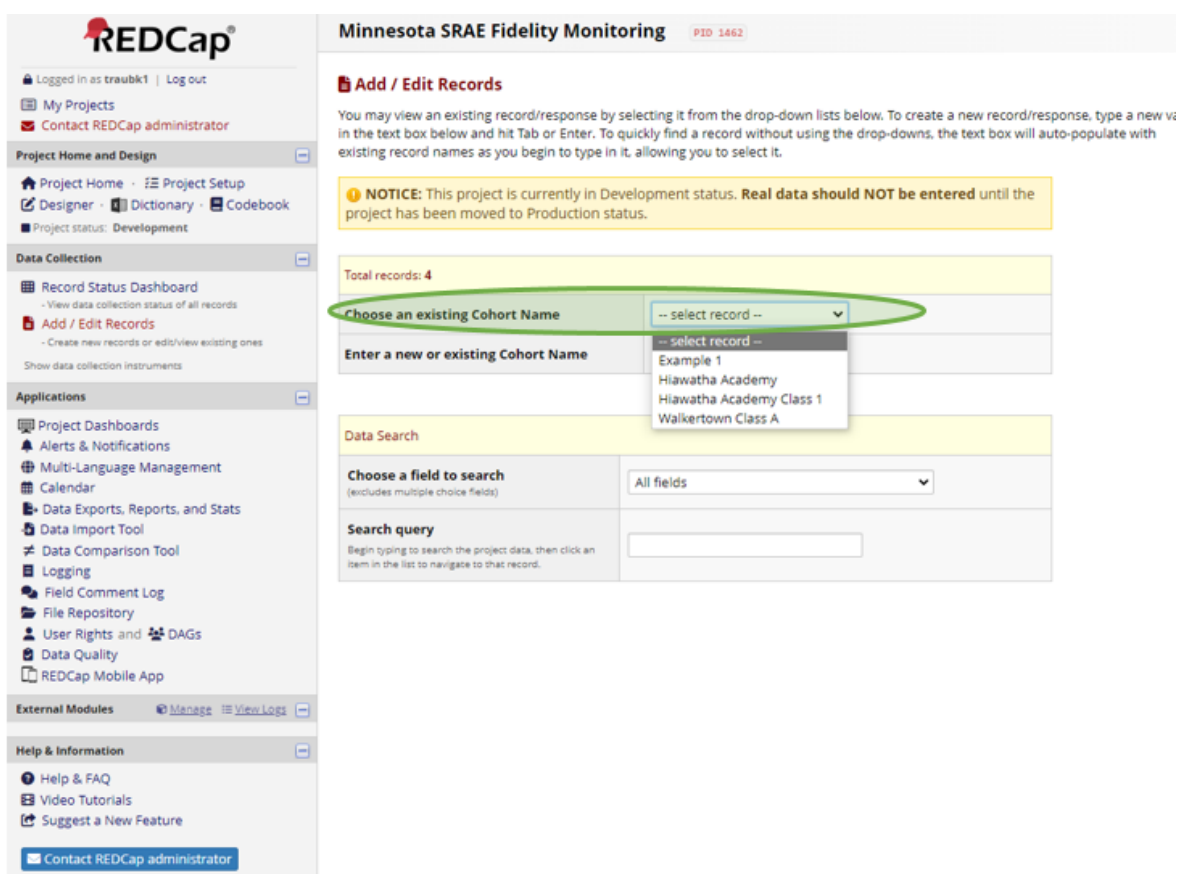 REDCap®
Logged in as traubk1 | Log out
My Projects
Contact REDCap administrator
Project Home and Design
Project Home · Project Setup
Designer · Dictionary · Codebook
Project status: Development
Data Collection
Record Status Dashboard
- View data collection status of all records
Add / Edit Records
- Create new records or edit/view existing ones
Show data collection instruments
Applications
Project Dashboards
Alerts & Notifications
Multi-Language Management
Calendar
Data Exports, Reports, and Stats
Data Import Tool
Data Comparison Tool
Logging
Field Comment Log
File Repository
User Rights and DAGs
Data Quality
REDCap Mobile App
External Modules Manage View Logs
Help & Information
Help & FAQ
Video Tutorials
Suggest a New Feature
Contact REDCap administrator
Minnesota SRAE Fidelity Monitoring PID 1462
Add / Edit Records
You may view an existing record/response by selecting it from the drop-down lists below. To create a new record/response, type a new va
in the text box below and hit Tab or Enter. To quickly find a record without using the drop-downs, the text box will auto-populate with
existing record names as you begin to type in it, allowing you to select it.
NOTICE: This project is currently in Development status. Real data should NOT be entered until the
project has been moved to Production status.
Total records: 4
Choose an existing Cohort Name -- select record --
-- select record --
Enter a new or existing Cohort Name
Example 1
Hiawatha Academy
Hiawatha Academy Class 1
Walkertown Class A
Data Search
Choose a field to search All fields
(excludes multiple choice fields)
Search query
Begin typing to search the project data, then click an
item in the list to navigate to that record.